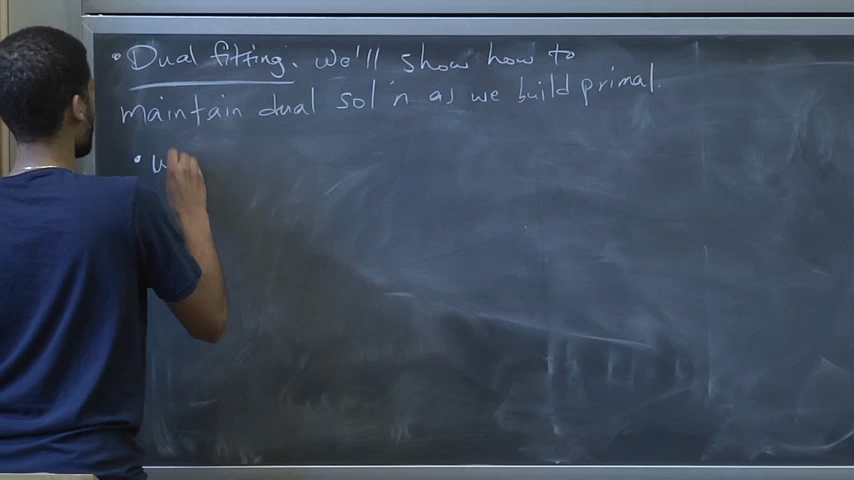 • Dual fitting. We'll show how to
maintain dual sol'n as we build primal.
• W